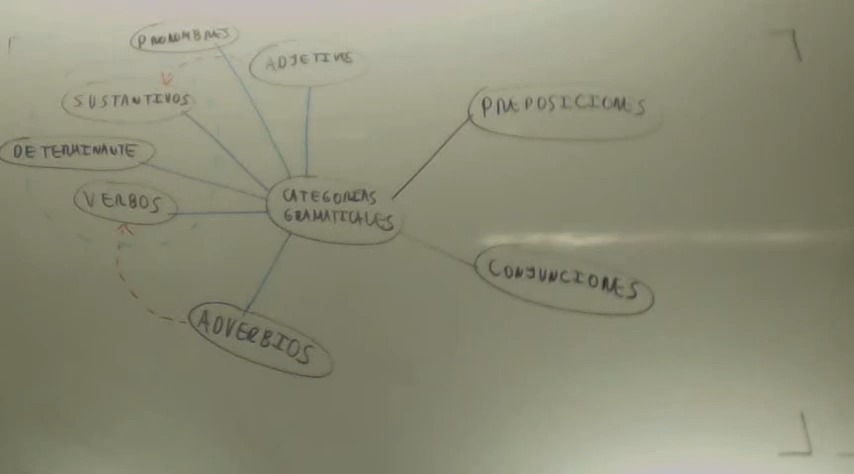 PRONOMBRES
ADJETIVOS
SUSTANTIVOS
PREPOSICIONES
DETERMINANTE
VERBOS
CATEGORIAS
GRAMATICALES
CONJUNCIONES
ADVERBIOS